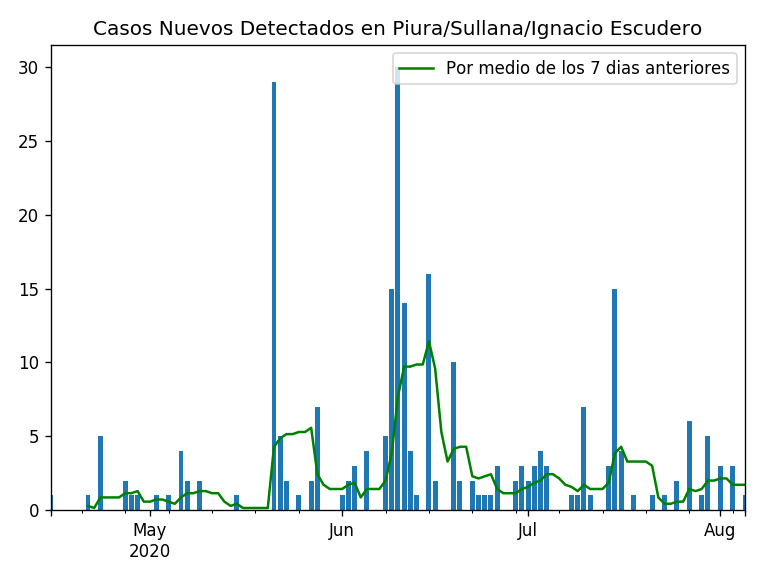 Casos Nuevos Detectados en Piura/Sullana/Ignacio Escudero
Por medio de los 7 dias anteriores
30
25
20
15
10
5
0
May Jun Jul Aug
2020